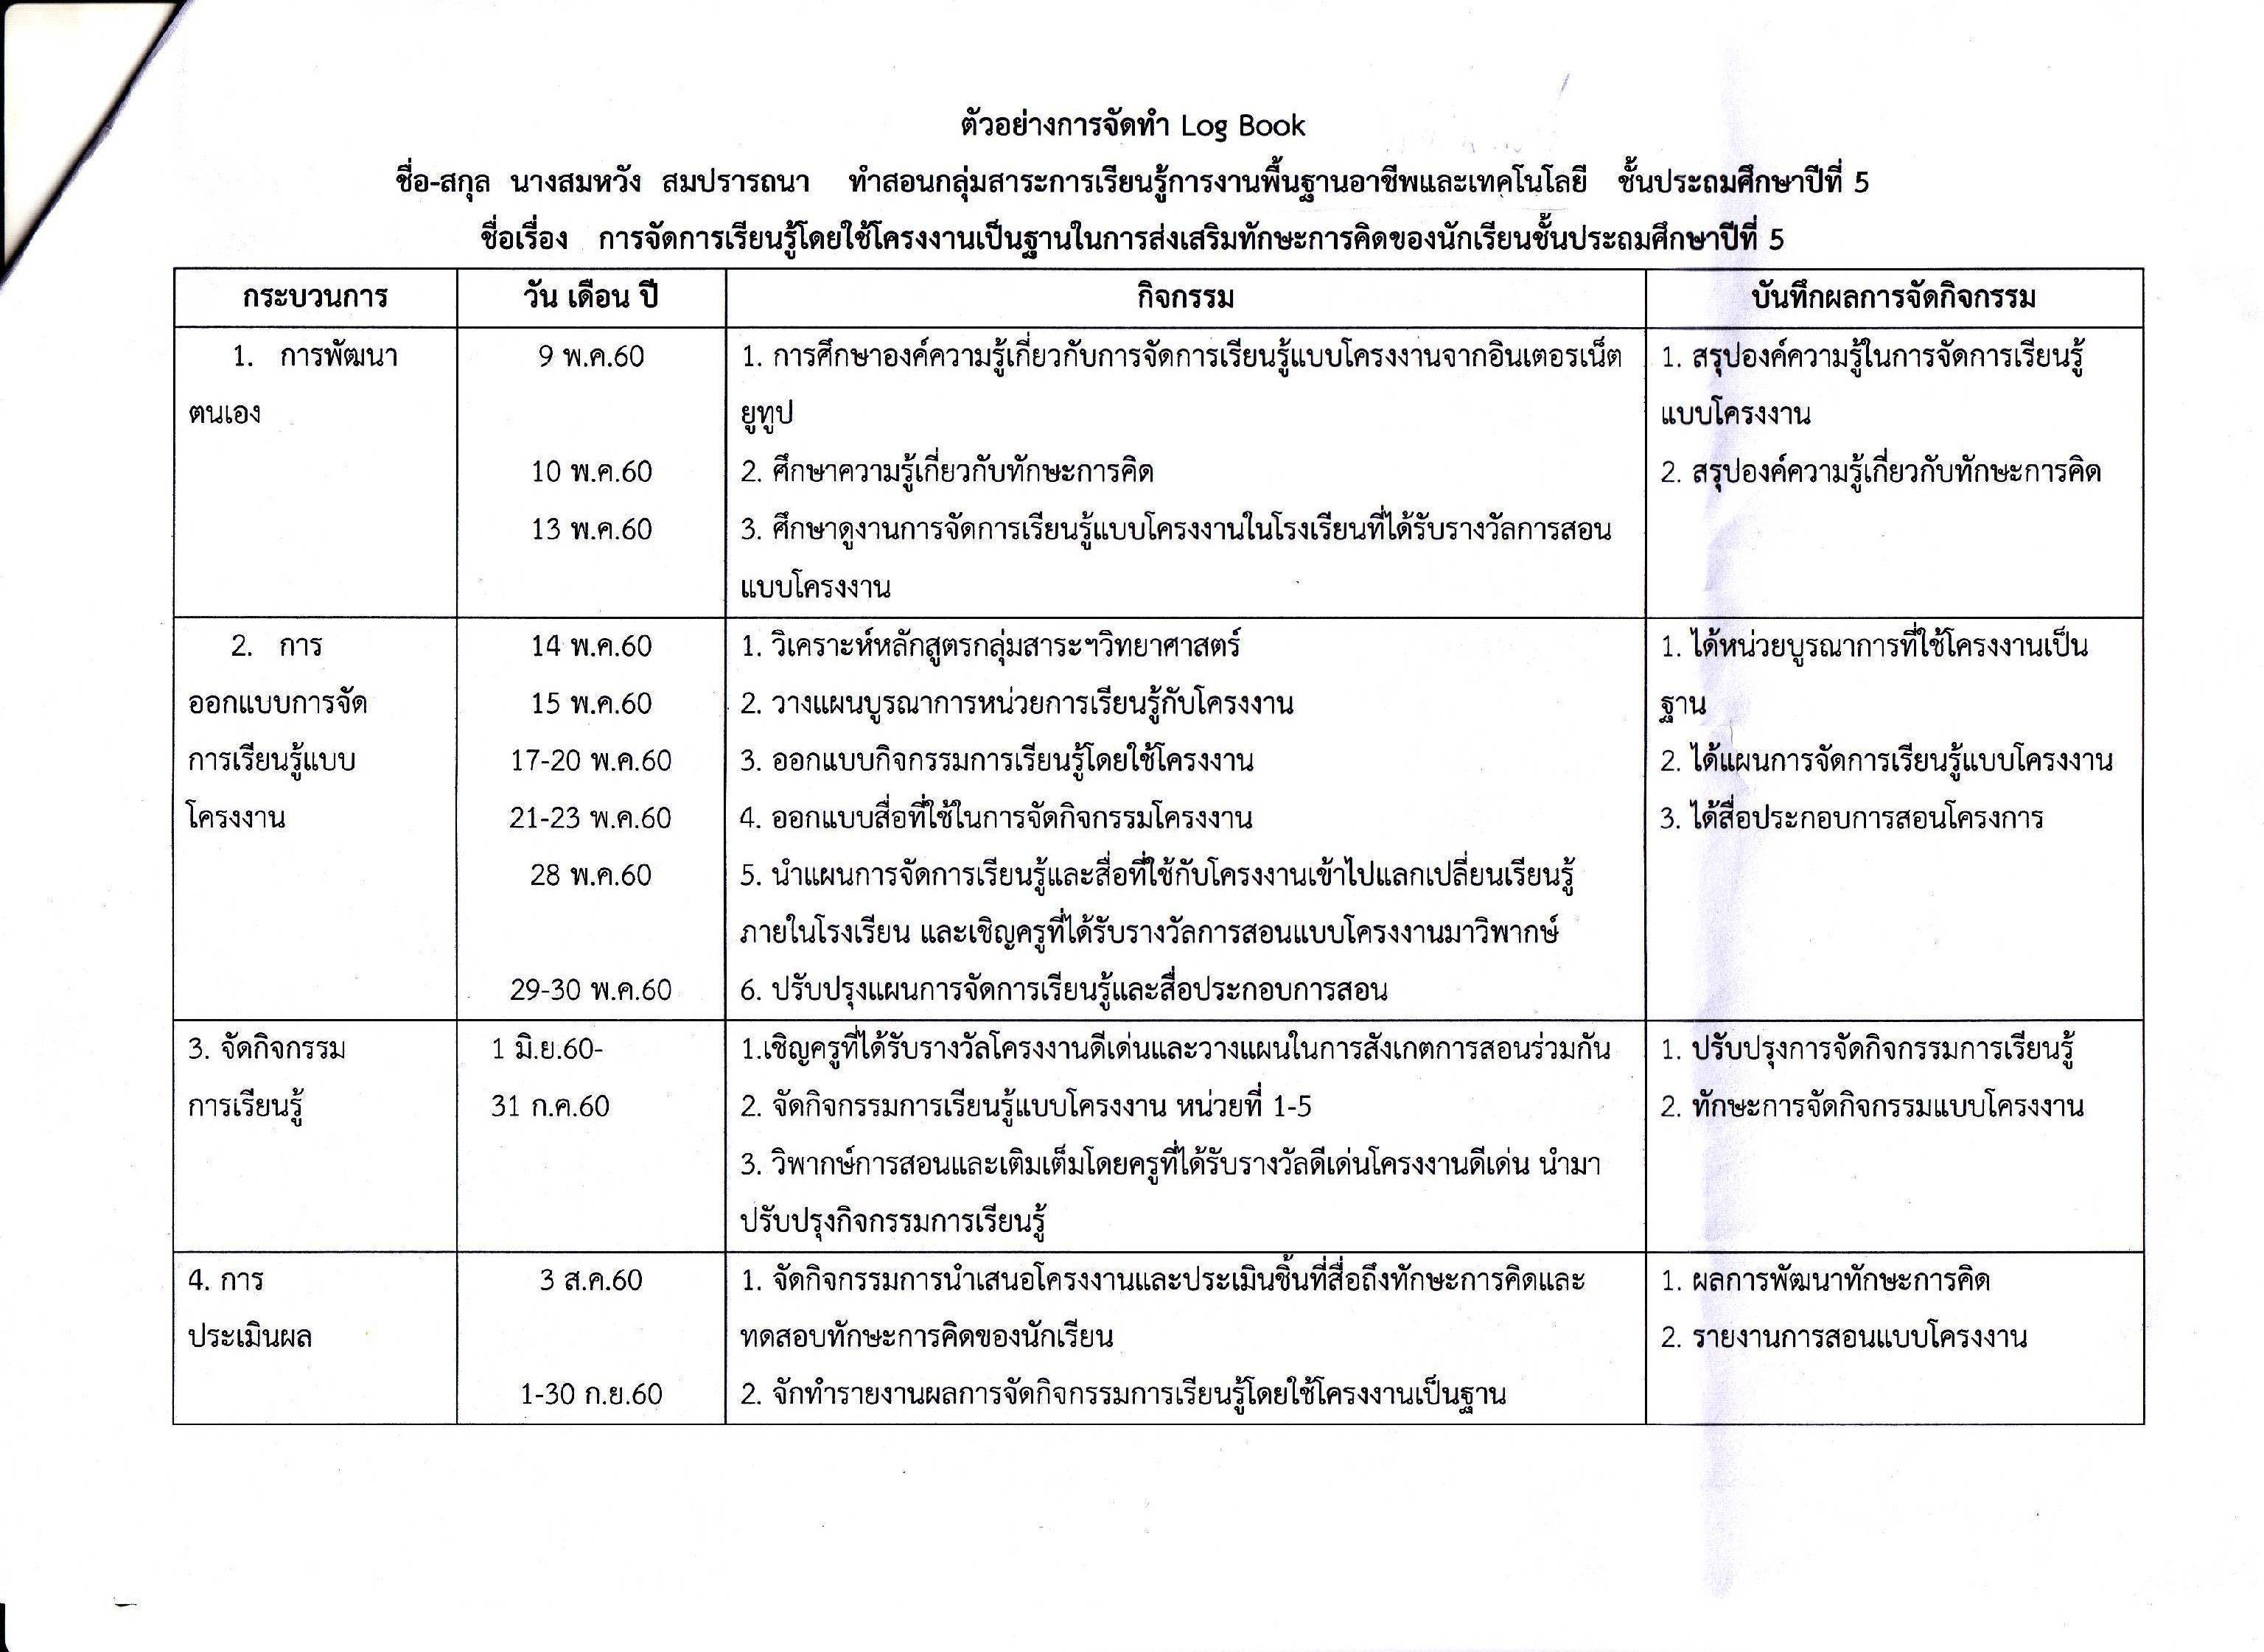 ตัวอย่างการจัดทำ Log Book
ชื่อ-สกุล นางสมหวัง สมปรารถนา ทำสอนกลุ่มสาระการเรียนรู้การงานพื้นฐานอาชีพและเทคโนโลยี ชั้นประถมศึกษาปีที่ 5
ชื่อเรื่อง การจัดการเรียนรู้โดยใช้โครงงานเป็นฐานในการส่งเสริมทักษะการคิดของนักเรียนชั้นประถมศึกษาปีที่ 5
กระบวนการ วัน เดือน ปี กิจกรรม บันทึกผลการจัดกิจกรรม
1. การพัฒนา 9 พ.ค.60 1. การศึกษาองค์ความรู้เกี่ยวกับการจัดการเรียนรู้แบบโครงงานจากอินเตอรเน็ต 1. สรุปองค์ความรู้ในการจัดการเรียนรู้
ตนเอง ยูทูป แบบโครงงาน
10 พ.ค.60 2. ศึกษาความรู้เกี่ยวกับทักษะการคิด 2. สรุปองค์ความรู้เกี่ยวกับทักษะการคิด
13 พ.ค.60 3. ศึกษาดูงานการจัดการเรียนรู้แบบโครงงานในโรงเรียนที่ได้รับรางวัลการสอน
แบบโครงงาน
2. การ 14 พ.ค.60 1. วิเคราะห์หลักสูตรกลุ่มสาระฯวิทยาศาสตร์ 1. ได้หน่วยบูรณาการที่ใช้โครงงานเป็น
ออกแบบการจัด 15 พ.ค.60 2. วางแผนบูรณาการหน่วยการเรียนรู้กับโครงงาน ฐาน
การเรียนรู้แบบ 17-20 พ.ค.60 3. ออกแบบกิจกรรมการเรียนรู้โดยใช้โครงงาน 2. ได้แผนการจัดการเรียนรู้แบบโครงงาน
โครงงาน 21-23 พ.ค.60 4. ออกแบบสื่อที่ใช้ในการจัดกิจกรรมโครงงาน 3. ได้สื่อประกอบการสอนโครงการ
28 พ.ค.60 5. นำแผนการจัดการเรียนรู้และสื่อที่ใช้กับโครงงานเข้าไปแลกเปลี่ยนเรียนรู้
ภายในโรงเรียน และเชิญครูที่ได้รับรางวัลการสอนแบบโครงงานมาวิพากษ์
29-30 พ.ค.60 6. ปรับปรุงแผนการจัดการเรียนรู้และสื่อประกอบการสอน
3. จัดกิจกรรม 1 มิ.ย.60- 1.เชิญครูที่ได้รับรางวัลโครงงานดีเด่นและวางแผนในการสังเกตการสอนร่วมกัน 1. ปรับปรุงการจัดกิจกรรมการเรียนรู้
การเรียนรู้ 31 ก.ค.60 2. จัดกิจกรรมการเรียนรู้แบบโครงงาน หน่วยที่ 1-5 2. ทักษะการจัดกิจกรรมแบบโครงงาน
3. วิพากษ์การสอนและเติมเต็มโดยครูที่ได้รับรางวัลดีเด่นโครงงานดีเด่น นำมา
ปรับปรุงกิจกรรมการเรียนรู้
4. การ 3 ส.ค.60 1. จัดกิจกรรมการนำเสนอโครงงานและประเมินชิ้นที่สื่อถึงทักษะการคิดและ 1. ผลการพัฒนาทักษะการคิด
ประเมินผล ทดสอบทักษะการคิดของนักเรียน 2. รายงานการสอนแบบโครงงาน
1-30 ก.ย.60 2. จักทำรายงานผลการจัดกิจกรรมการเรียนรู้โดยใช้โครงงานเป็นฐาน